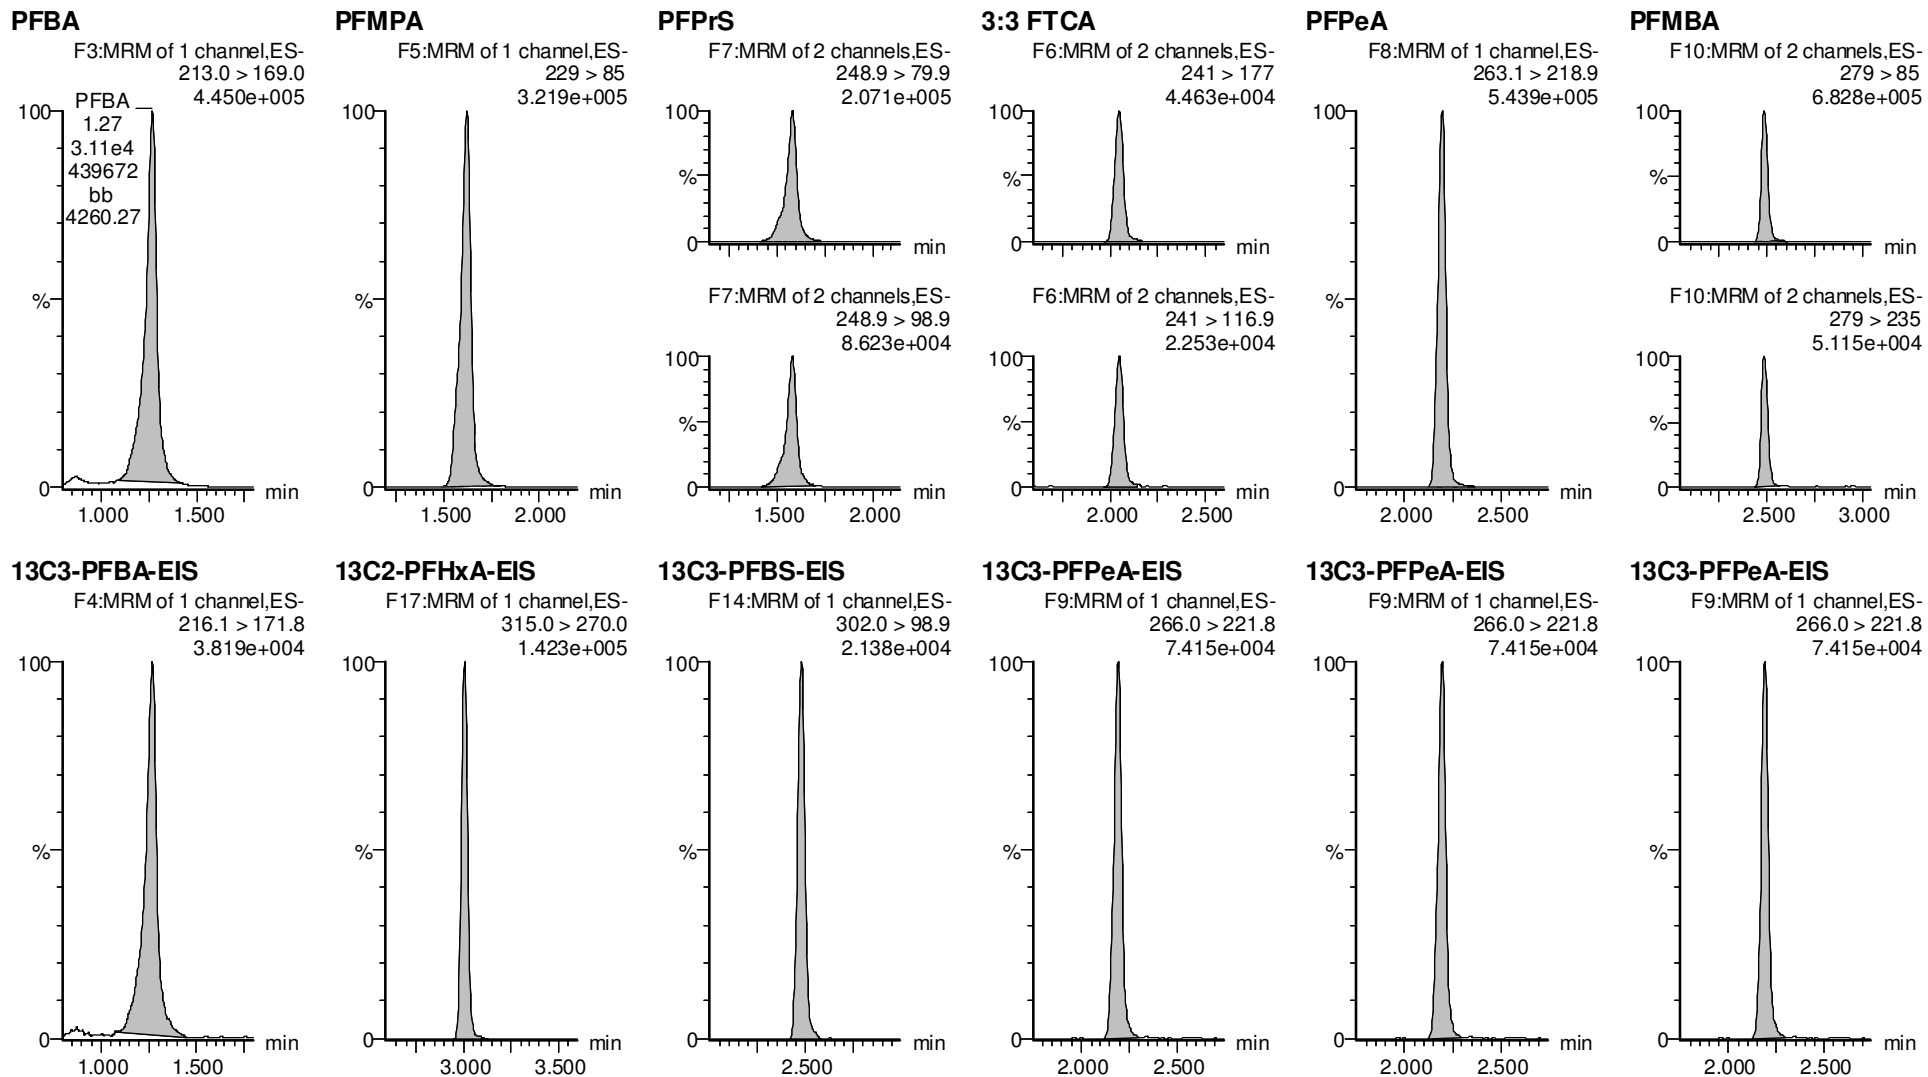 PFBA
F3:MRM of 1 channel,ES-
213.0 > 169.0
4.450e+005
100
PFBA
1.27
3.11e4
439672
bb
4260.27
%
0
min
1.000 1.500
PFMPA
F5:MRM of 1 channel,ES-
229 > 85
3.219e+005
100
%
0
min
1.500 2.000
PFPrS
F7:MRM of 2 channels,ES-
248.9 > 79.9
2.071e+005
100
%
0
min
F7:MRM of 2 channels,ES-
248.9 > 98.9
8.623e+004
100
%
0
min
1.500 2.000
3:3 FTCA
F6:MRM of 2 channels,ES-
241 > 177
4.463e+004
100
%
0
min
F6:MRM of 2 channels,ES-
241 > 116.9
2.253e+004
100
%
0
min
2.000 2.500
PFPeA
F8:MRM of 1 channel,ES-
263.1 > 218.9
5.439e+005
100
%
0
min
2.000 2.500
PFMBA
F10:MRM of 2 channels,ES-
279 > 85
6.828e+005
100
%
0
min
F10:MRM of 2 channels,ES-
279 > 235
5.115e+004
100
%
0
min
2.500 3.000
13C3-PFBA-EIS
F4:MRM of 1 channel,ES-
216.1 > 171.8
3.819e+004
100
%
0
min
1.000 1.500
13C2-PFHxA-EIS
F17:MRM of 1 channel,ES-
315.0 > 270.0
1.423e+005
100
%
0
min
3.000 3.500
13C3-PFBS-EIS
F14:MRM of 1 channel,ES-
302.0 > 98.9
2.138e+004
100
%
0
min
2.500
13C3-PFPeA-EIS
F9:MRM of 1 channel,ES-
266.0 > 221.8
7.415e+004
100
%
0
min
2.000 2.500
13C3-PFPeA-EIS
F9:MRM of 1 channel,ES-
266.0 > 221.8
7.415e+004
100
%
0
min
2.000 2.500
13C3-PFPeA-EIS
F9:MRM of 1 channel,ES-
266.0 > 221.8
7.415e+004
100
%
0
min
2.000 2.500